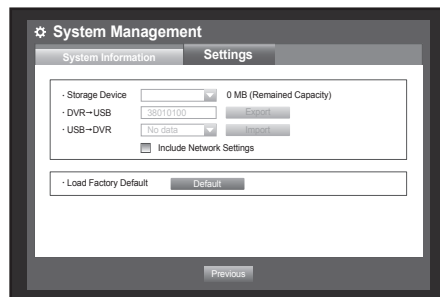 System Management
System Information Settings
· Storage Device 0 MB (Remained Capacity)
· DVR→USB 38010100 Export
· USB→DVR No data Import
Include Network Settings
· Load Factory Default Default
Previous